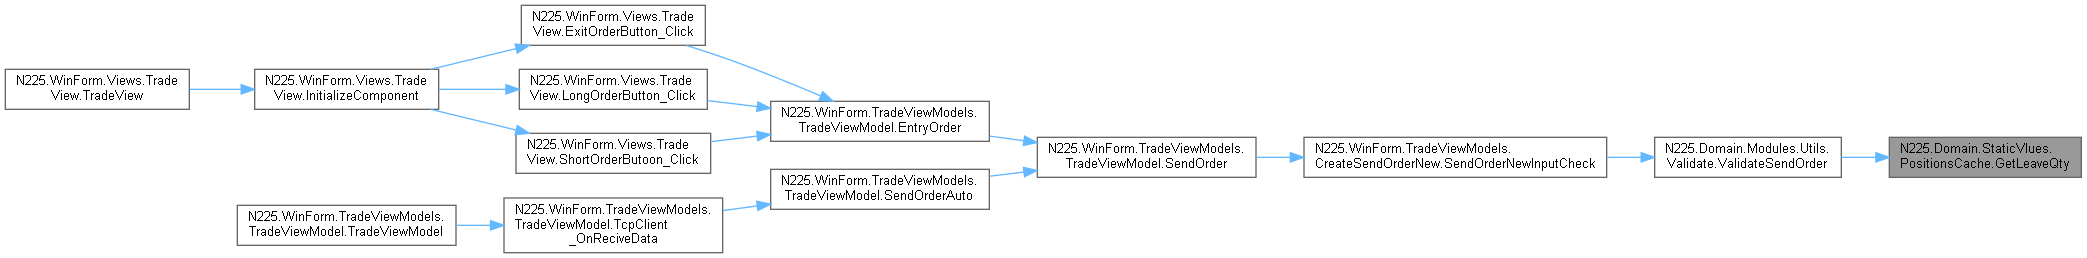 N225.WinForm.Views.Trade
View.ExitOrderButton_Click
N225.WinForm.Views.Trade
View.TradeView
N225.WinForm.Views.Trade
View.InitializeComponent
N225.WinForm.Views.Trade
View.LongOrderButton_Click
N225.WinForm.TradeViewModels.
TradeViewModel.EntryOrder
N225.WinForm.Views.Trade
View.ShortOrderButoon_Click
N225.WinForm.TradeViewModels.
TradeViewModel.SendOrder
N225.WinForm.TradeViewModels.
CreateSendOrderNew.SendOrderNewInputCheck
N225.Domain.Modules.Utils.
Validate.ValidateSendOrder
N225.Domain.StaticVlues.
PositionsCache.GetLeaveQty
N225.WinForm.TradeViewModels.
TradeViewModel.SendOrderAuto
N225.WinForm.TradeViewModels.
TradeViewModel.TradeViewModel
N225.WinForm.TradeViewModels.
TradeViewModel.TcpClient
_OnReciveData